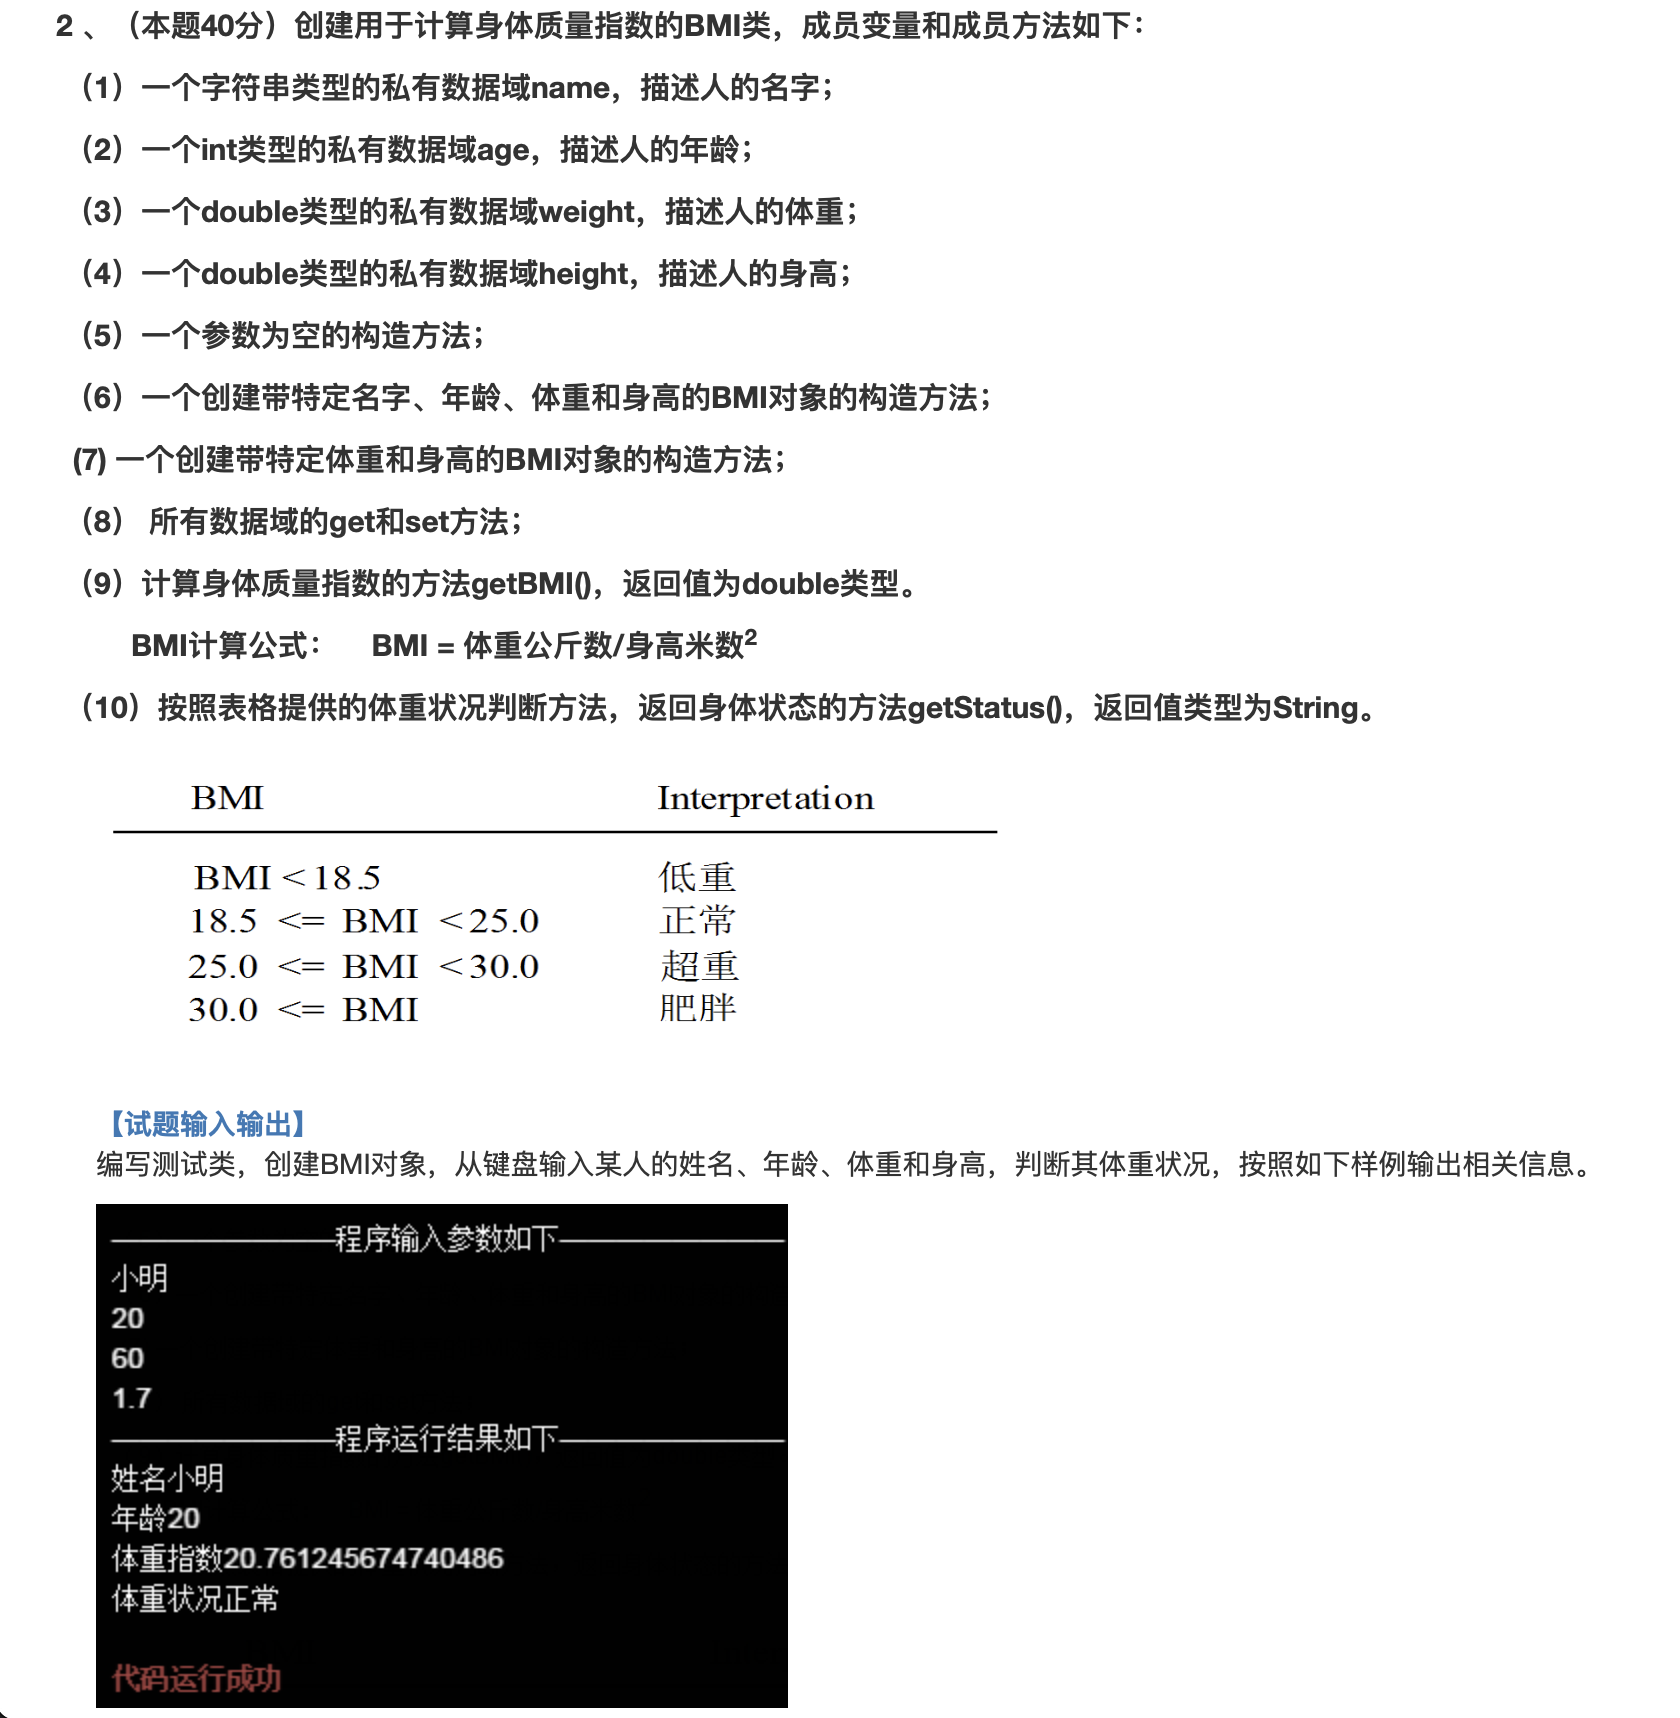 2 、（本题40分）创建用于计算身体质量指数的BMI类，成员变量和成员方法如下：
（1）一个字符串类型的私有数据域name，描述人的名字；
（2）一个int类型的私有数据域age，描述人的年龄；
（3）一个double类型的私有数据域weight，描述人的体重；
（4）一个double类型的私有数据域height，描述人的身高；
（5）一个参数为空的构造方法；
（6）一个创建带特定名字、年龄、体重和身高的BMI对象的构造方法；
(7) 一个创建带特定体重和身高的BMI对象的构造方法；
（8） 所有数据域的get和set方法；
（9）计算身体质量指数的方法getBMI()，返回值为double类型。
BMI计算公式： BMI = 体重公斤数/身高米数²
（10）按照表格提供的体重状况判断方法，返回身体状态的方法getStatus()，返回值类型为String。
BMI Interpretation
BMI <18.5 低重
18.5 <= BMI <25.0 正常
25.0 <= BMI <30.0 超重
30.0 <= BMI 肥胖
【试题输入输出】
编写测试类，创建BMI对象，从键盘输入某人的姓名、年龄、体重和身高，判断其体重状况，按照如下样例输出相关信息。
————————程序输入参数如下————————
小明
20
60
1.7
————————程序运行结果如下————————
姓名小明
年龄20
体重指数20.761245674740486
体重状况正常
代码运行成功